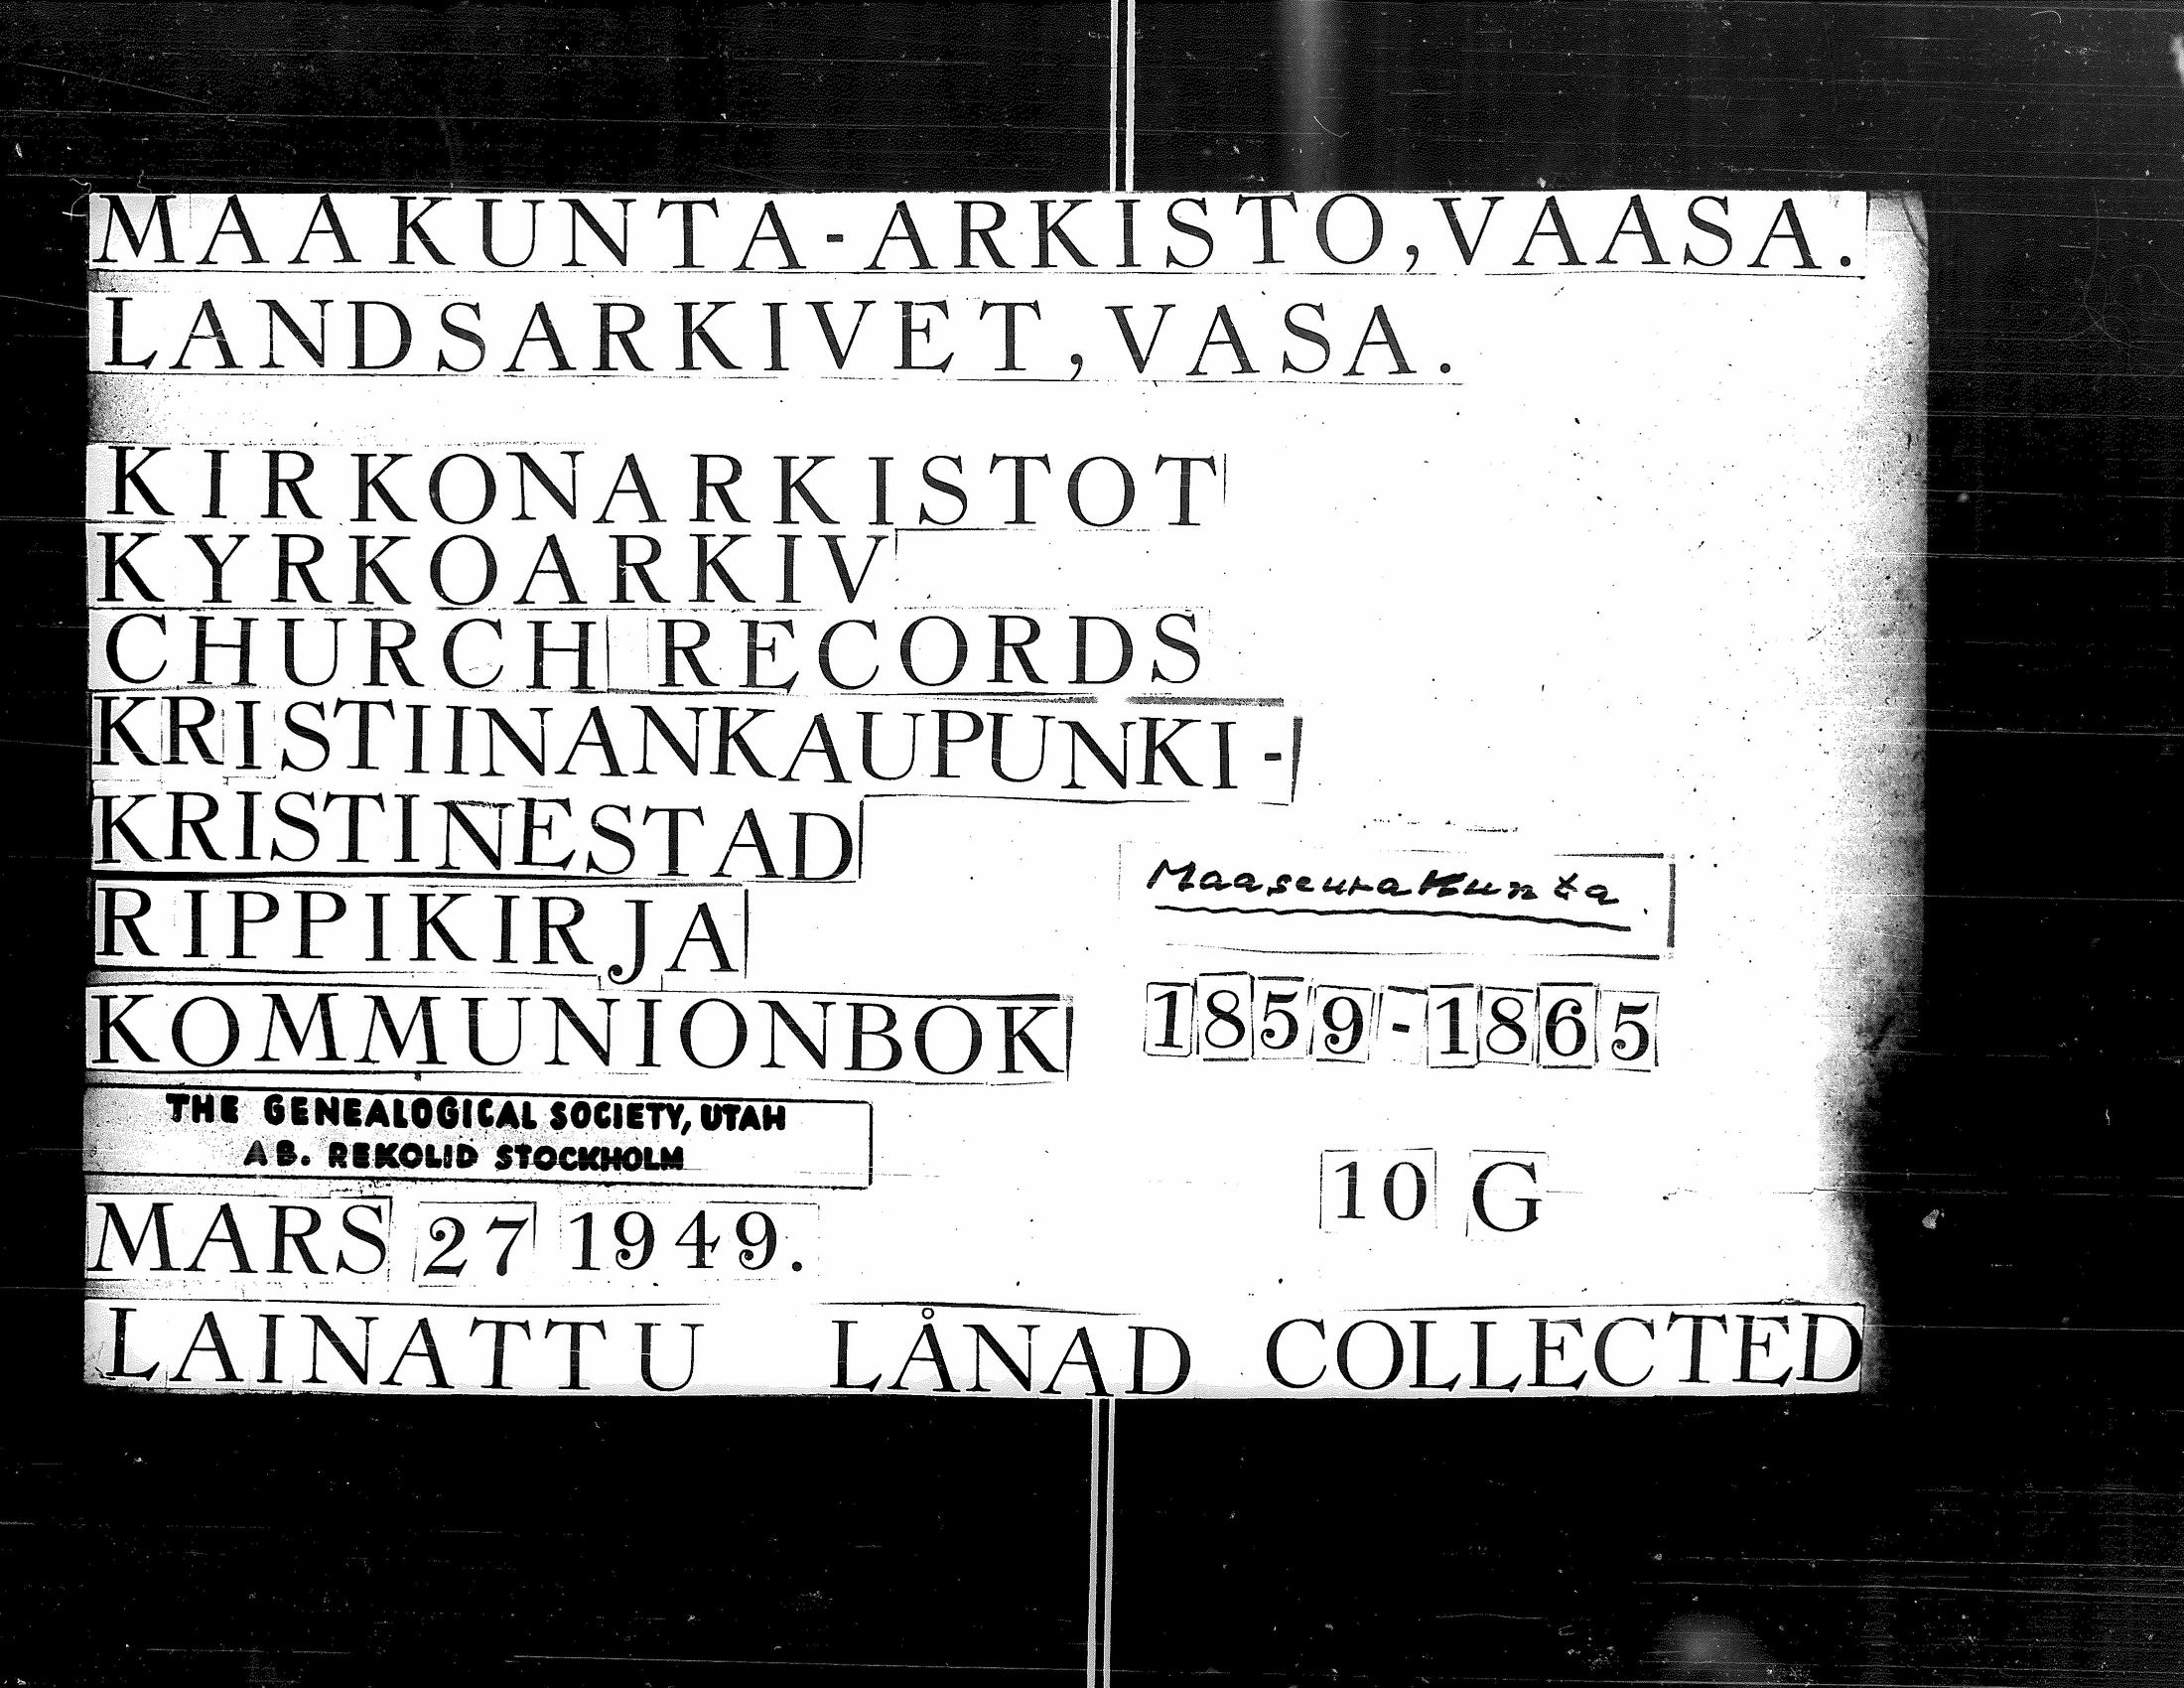 MAAKUNTA-ARKISTO, VAASA.
LANDSARKIVET, VASA.
KIRKONARKISTOT
KYRKOARKIV
CHURCH RECORDS
KRISTIINANKAUPUNKI-
KRISTINESTAD
Maaseurakunta.
RIPPIKIRJA
KOMMUNIONBOK 1859-1865
THE GENEALOGICAL SOCIETY, UTAH
AB. REKOLID STOCKHOLM
10 G
MARS 27 1949.
LAINATTU LÅNAD COLLECTED